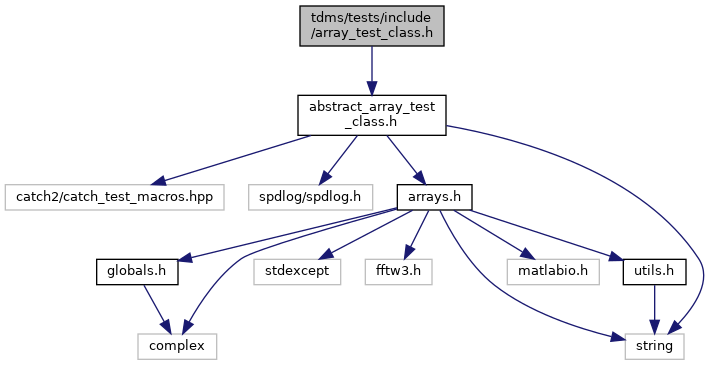 tdms/tests/include
/array_test_class.h
abstract_array_test
_class.h
catch2/catch_test_macros.hpp
spdlog/spdlog.h
arrays.h
globals.h
stdexcept
fftw3.h
matlabio.h
utils.h
complex
string